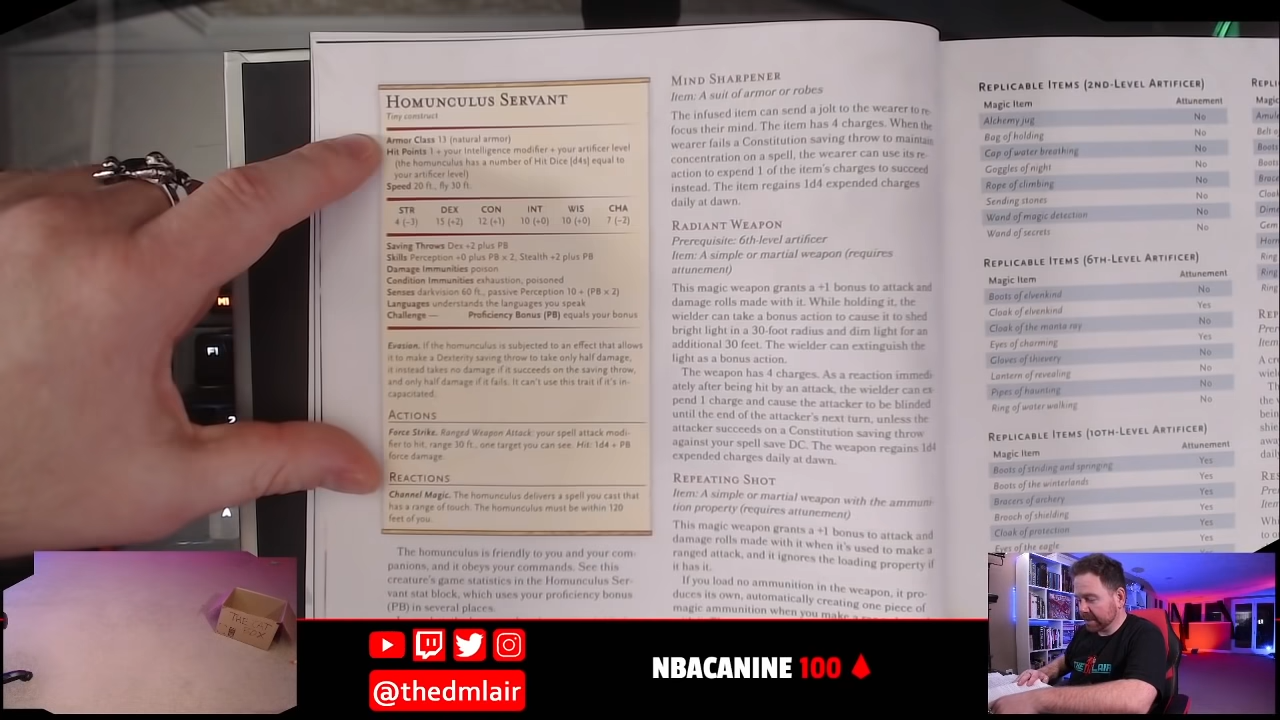 HOMUNCULUS SERVANT
Tiny construct
Armor Class 13 (natural armor)
Hit Points 1 + your Intelligence modifier + your artificer level
(the homunculus has a number of Hit Dice [d4s] equal to
your artificer level)
Speed 20 ft., fly 30 ft.
STR DEX CON INT WIS CHA
4 (−3) 15 (+2) 12 (+1) 10 (+0) 10 (+0) 7 (−2)
Saving Throws Dex +2 plus PB
Skills Perception +0 plus PB × 2, Stealth +2 plus PB
Damage Immunities poison
Condition Immunities exhaustion, poisoned
Senses darkvision 60 ft., passive Perception 10 + (PB × 2)
Languages understands the languages you speak
Challenge — Proficiency Bonus (PB) equals your bonus
Evasion. If the homunculus is subjected to an effect that allows
it to make a Dexterity saving throw to take only half damage,
it instead takes no damage if it succeeds on the saving throw,
and only half damage if it fails. It can't use this trait if it's in-
capacitated.
ACTIONS
Force Strike. Ranged Weapon Attack: your spell attack modi-
fier to hit, range 30 ft., one target you can see. Hit: 1d4 + PB
force damage.
REACTIONS
Channel Magic. The homunculus delivers a spell you cast that
has a range of touch. The homunculus must be within 120
feet of you.
The homunculus is friendly to you and your com-
panions, and it obeys your commands. See this
creature's game statistics in the Homunculus Ser-
vant stat block, which uses your proficiency bonus
(PB) in several places.
MIND SHARPENER
Item: A suit of armor or robes
The infused item can send a jolt to the wearer to re-
focus their mind. The item has 4 charges. When the
wearer fails a Constitution saving throw to maintain
concentration on a spell, the wearer can use its re-
action to expend 1 of the item's charges to succeed
instead. The item regains 1d4 expended charges
daily at dawn.
RADIANT WEAPON
Prerequisite: 6th-level artificer
Item: A simple or martial weapon (requires
attunement)
This magic weapon grants a +1 bonus to attack and
damage rolls made with it. While holding it, the
wielder can take a bonus action to cause it to shed
bright light in a 30-foot radius and dim light for an
additional 30 feet. The wielder can extinguish the
light as a bonus action.
The weapon has 4 charges. As a reaction immedi-
ately after being hit by an attack, the wielder can ex-
pend 1 charge and cause the attacker to be blinded
until the end of the attacker's next turn, unless the
attacker succeeds on a Constitution saving throw
against your spell save DC. The weapon regains 1d4
expended charges daily at dawn.
REPEATING SHOT
Item: A simple or martial weapon with the ammuni-
tion property (requires attunement)
This magic weapon grants a +1 bonus to attack and
damage rolls made with it when it's used to make a
ranged attack, and it ignores the loading property if
it has it.
If you load no ammunition in the weapon, it pro-
duces its own, automatically creating one piece of
magic ammunition when you make a
REPLICABLE ITEMS (2ND-LEVEL ARTIFICER)
Magic Item Attunement
Alchemy jug No
Bag of holding No
Cap of water breathing No
Goggles of night No
Rope of climbing No
Sending stones No
Wand of magic detection No
Wand of secrets No
REPLICABLE ITEMS (6TH-LEVEL ARTIFICER)
Magic Item Attunement
Boots of elvenkind No
Cloak of elvenkind Yes
Cloak of the manta ray No
Eyes of charming Yes
Gloves of thievery No
Lantern of revealing No
Pipes of haunting No
Ring of water walking No
REPLICABLE ITEMS (10TH-LEVEL ARTIFICER)
Magic Item Attunement
Boots of striding and springing Yes
Boots of the winterlands Yes
Bracers of archery Yes
Brooch of shielding Yes
Cloak of protection Yes
Eyes of the eagle
F1
A
THE CAT
BOX
@thedmlair
NBACANINE 100
THE DM LAIR